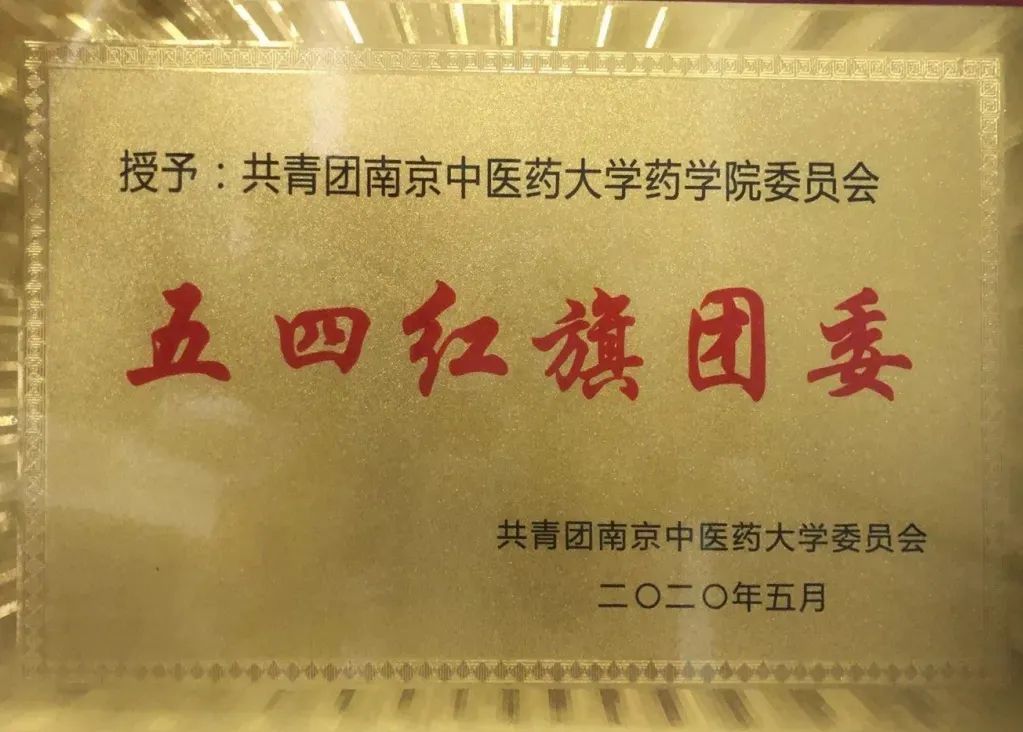 授予：共青团南京中医药大学药学院委员会
五四红旗团委
共青团南京中医药大学委员会
二〇二〇年五月